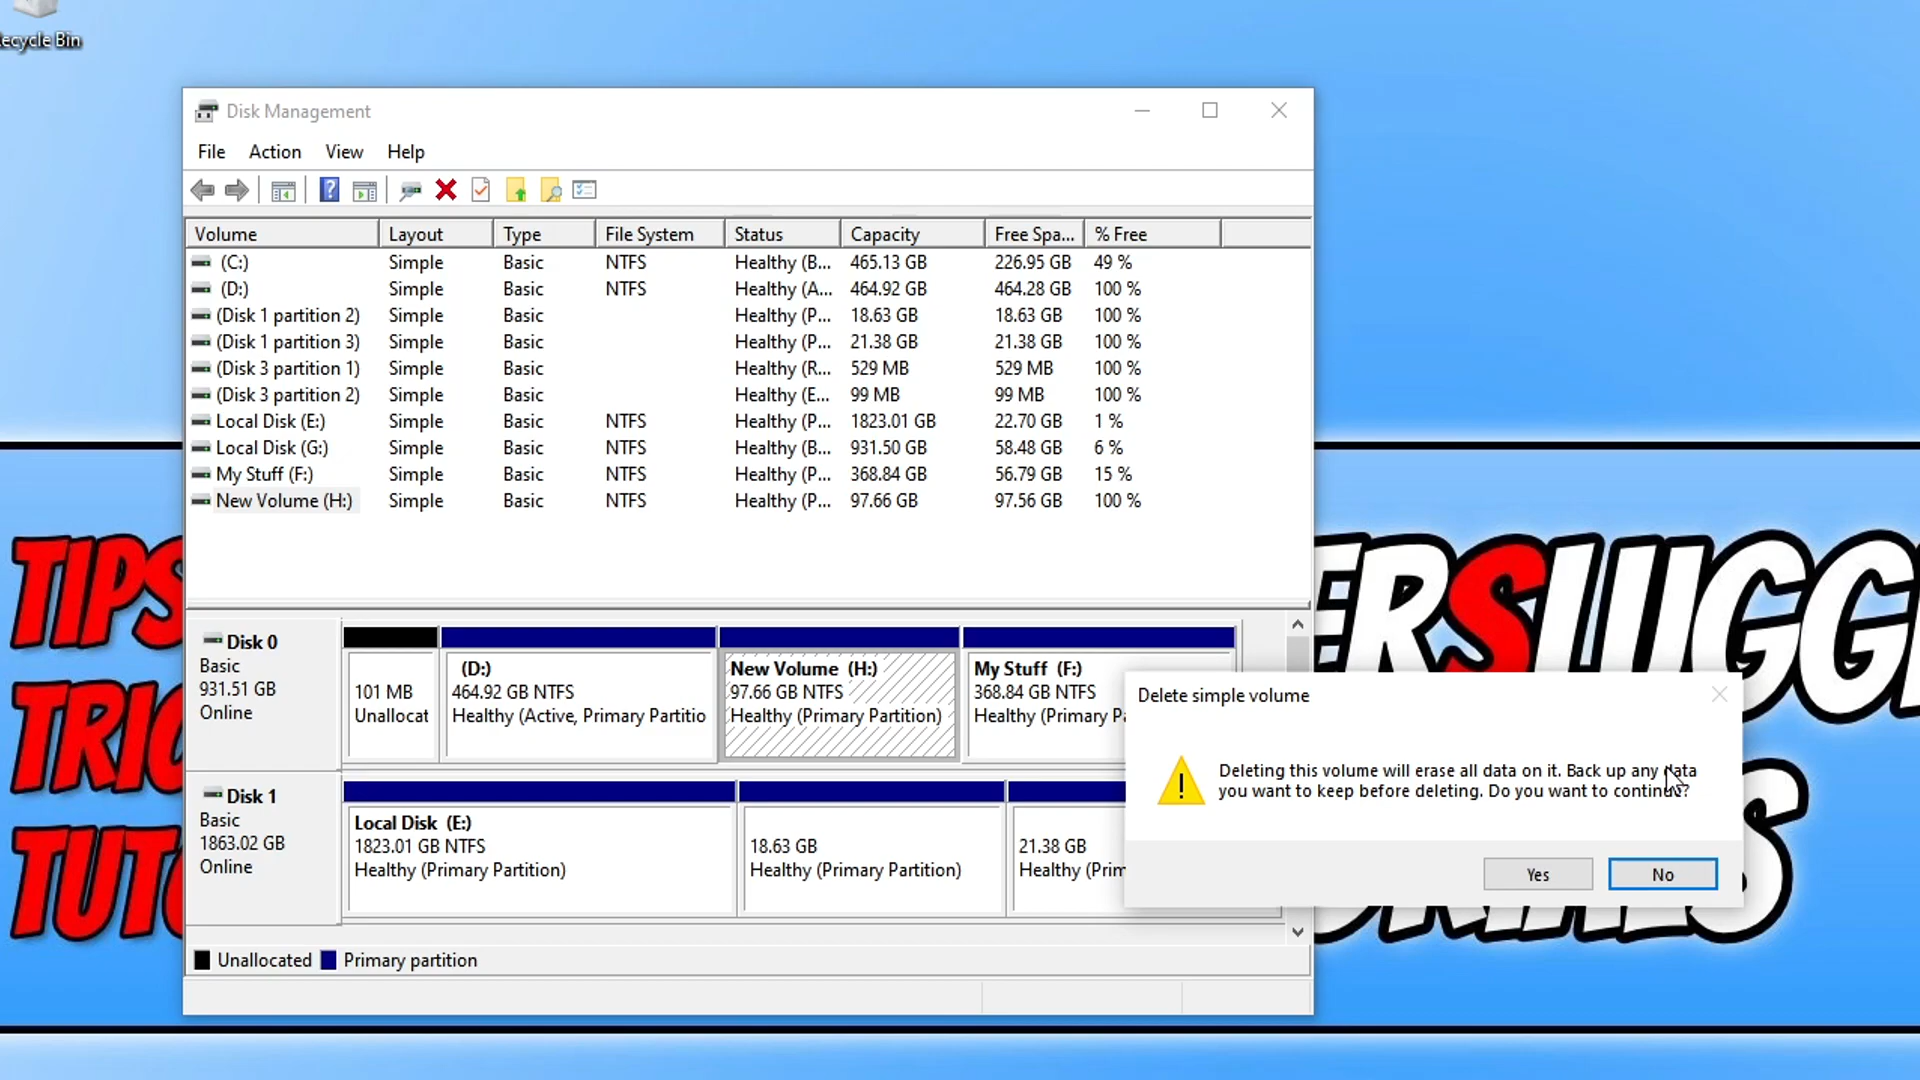 Recycle Bin
Disk Management
File Action View Help
Volume Layout Type File System Status Capacity Free Spa... % Free
(C:) Simple Basic NTFS Healthy (B... 465.13 GB 226.95 GB 49 %
(D:) Simple Basic NTFS Healthy (A... 464.92 GB 464.28 GB 100 %
(Disk 1 partition 2) Simple Basic Healthy (P... 18.63 GB 18.63 GB 100 %
(Disk 1 partition 3) Simple Basic Healthy (P... 21.38 GB 21.38 GB 100 %
(Disk 3 partition 1) Simple Basic Healthy (R... 529 MB 529 MB 100 %
(Disk 3 partition 2) Simple Basic Healthy (E... 99 MB 99 MB 100 %
Local Disk (E:) Simple Basic NTFS Healthy (P... 1823.01 GB 22.70 GB 1 %
Local Disk (G:) Simple Basic NTFS Healthy (B... 931.50 GB 58.48 GB 6 %
My Stuff (F:) Simple Basic NTFS Healthy (P... 368.84 GB 56.79 GB 15 %
New Volume (H:) Simple Basic NTFS Healthy (P... 97.66 GB 97.56 GB 100 %
Disk 0
Basic
931.51 GB
Online
101 MB
Unallocat
(D:)
464.92 GB NTFS
Healthy (Active, Primary Partitio
New Volume (H:)
97.66 GB NTFS
Healthy (Primary Partition)
My Stuff (F:)
368.84 GB NTFS
Healthy (Primary P
Disk 1
Basic
1863.02 GB
Online
Local Disk (E:)
1823.01 GB NTFS
Healthy (Primary Partition)
18.63 GB
Healthy (Primary Partition)
21.38 GB
Healthy (Prim
Unallocated Primary partition
Delete simple volume
Deleting this volume will erase all data on it. Back up any data
you want to keep before deleting. Do you want to continue?
Yes No
TIPS
TRIC
TUT
ERSLUGG